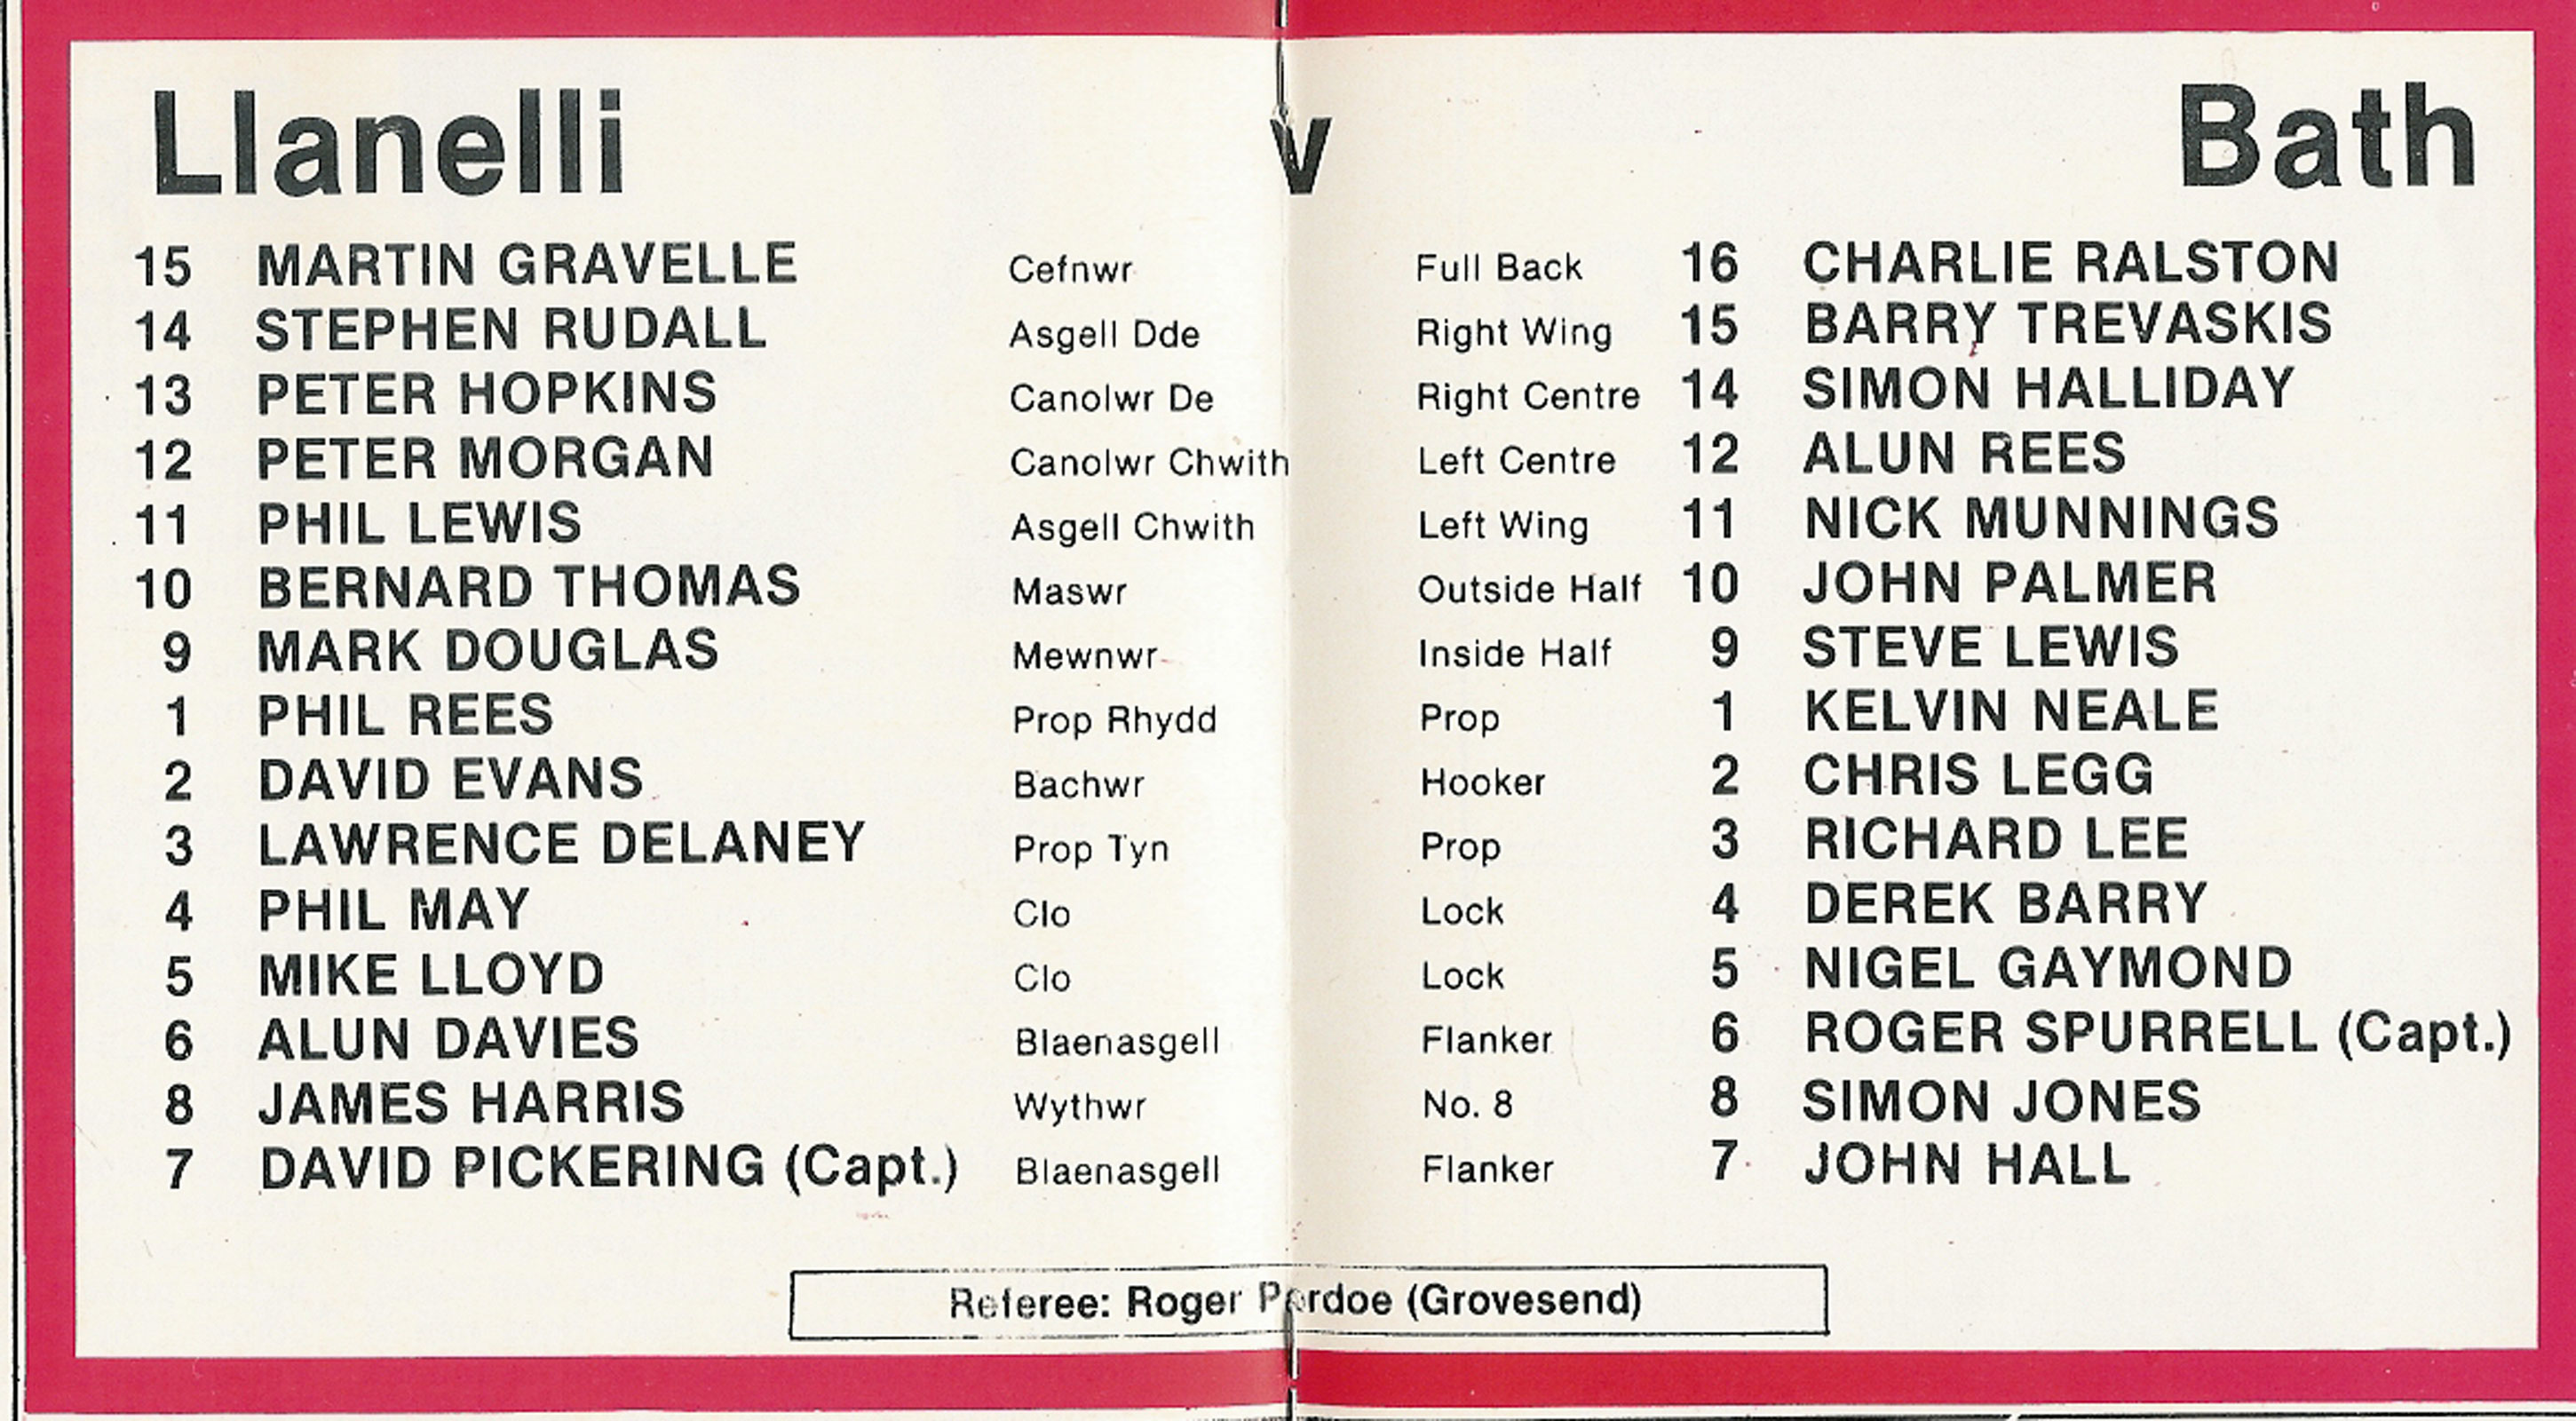 Llanelli v Bath
15 MARTIN GRAVELLE Cefnwr Full Back 16 CHARLIE RALSTON
14 STEPHEN RUDALL Asgell Dde Right Wing 15 BARRY TREVASKIS
13 PETER HOPKINS Canolwr De Right Centre 14 SIMON HALLIDAY
12 PETER MORGAN Canolwr Chwith Left Centre 12 ALUN REES
11 PHIL LEWIS Asgell Chwith Left Wing 11 NICK MUNNINGS
10 BERNARD THOMAS Maswr Outside Half 10 JOHN PALMER
9 MARK DOUGLAS Mewnwr Inside Half 9 STEVE LEWIS
1 PHIL REES Prop Rhydd Prop 1 KELVIN NEALE
2 DAVID EVANS Bachwr Hooker 2 CHRIS LEGG
3 LAWRENCE DELANEY Prop Tyn Prop 3 RICHARD LEE
4 PHIL MAY Clo Lock 4 DEREK BARRY
5 MIKE LLOYD Clo Lock 5 NIGEL GAYMOND
6 ALUN DAVIES Blaenasgell Flanker 6 ROGER SPURRELL (Capt.)
8 JAMES HARRIS Wythwr No. 8 8 SIMON JONES
7 DAVID PICKERING (Capt.) Blaenasgell Flanker 7 JOHN HALL
Referee: Roger (Grovesend)